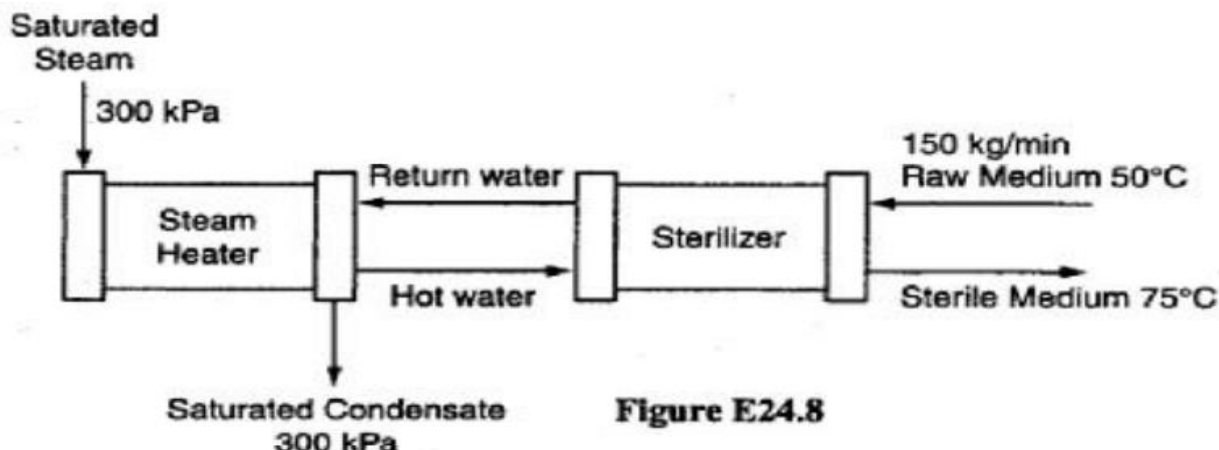 Saturated
Steam
300 kPa
Return water
150 kg/min
Raw Medium 50°C
Steam
Heater
Sterilizer
Hot water
Sterile Medium 75°C
Saturated Condensate
300 kPa
Figure E24.8